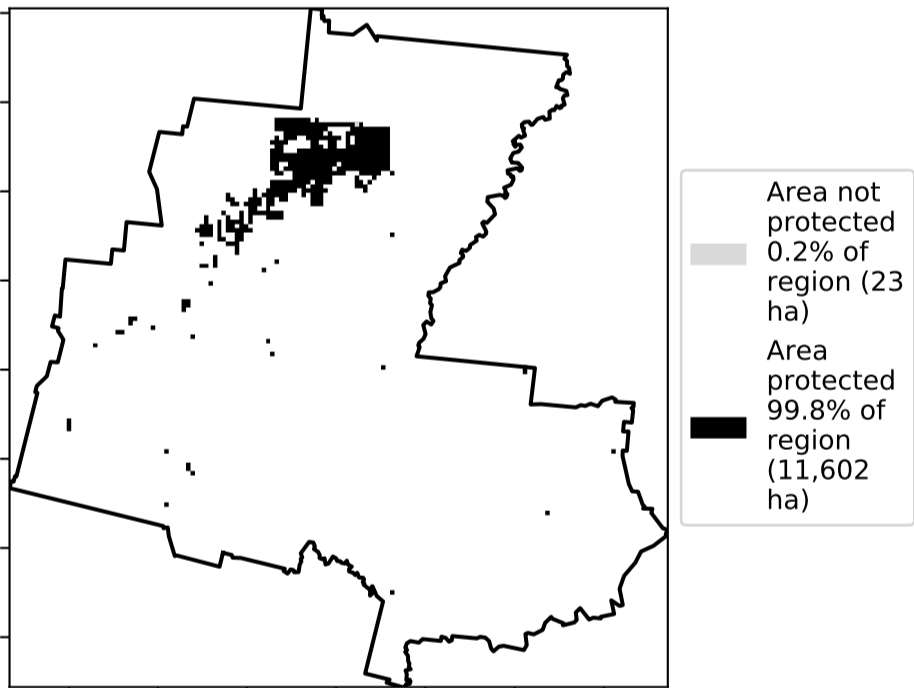 Area not
protected
0.2% of
region (23
ha)
Area
protected
99.8% of
region
(11,602
ha)